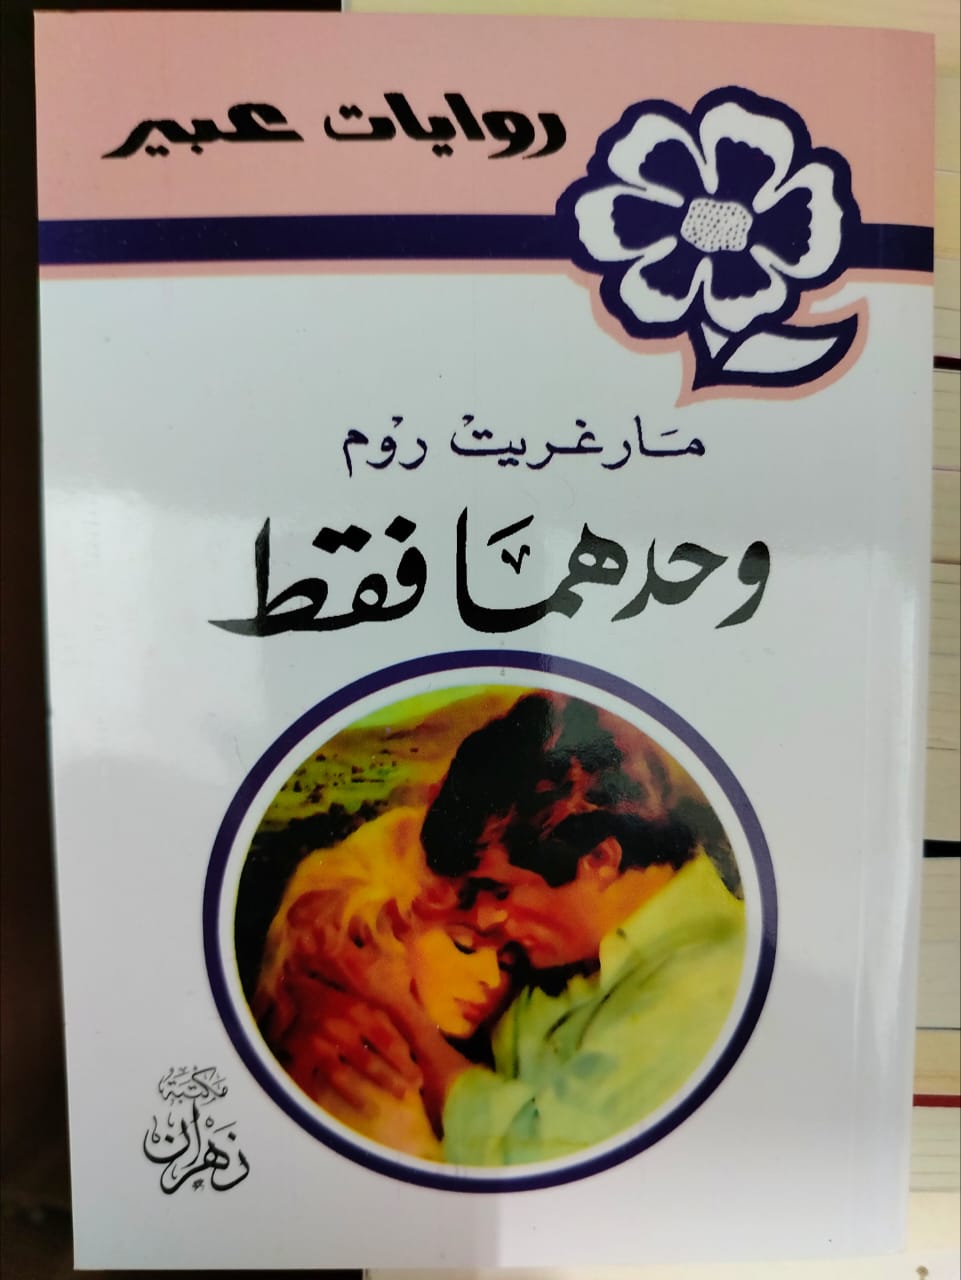 روايات عبير
مارغريت روم
وحدهما فقط
مكتبة
زهران